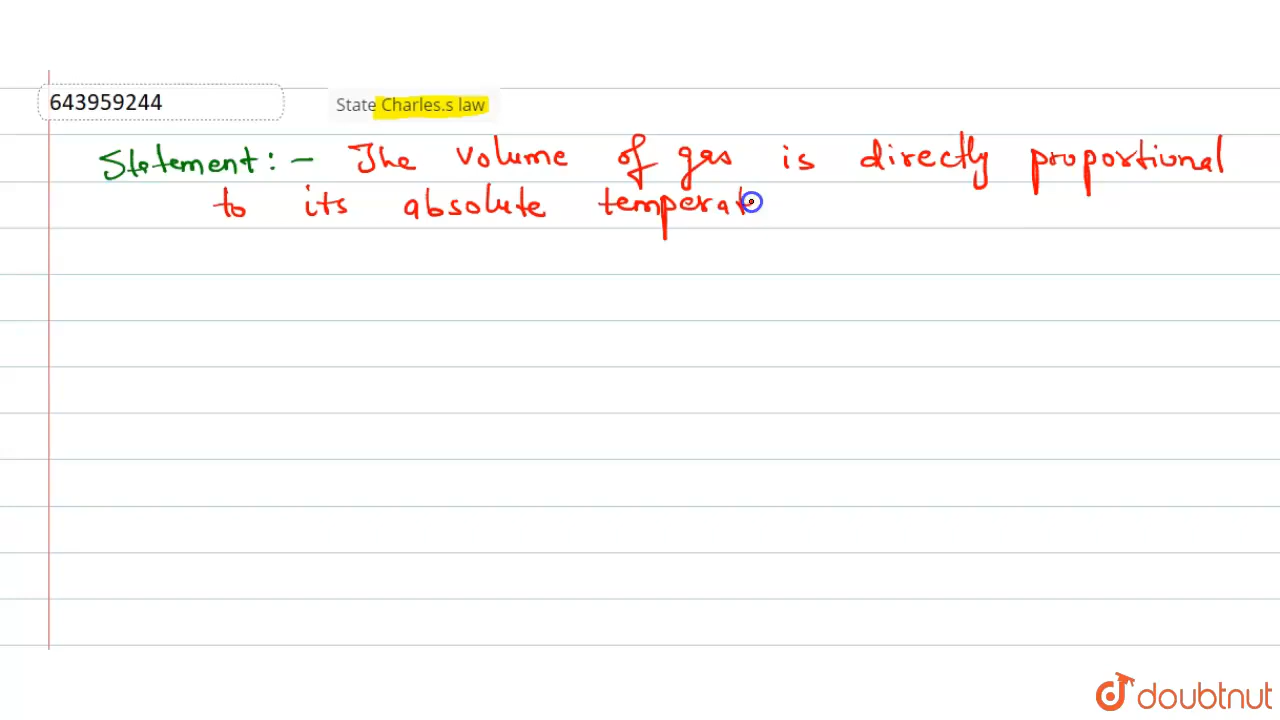 643959244
State Charles.s law
Statement:- The volume of gas is directly proportional
to its absolute temperat
doubtnut